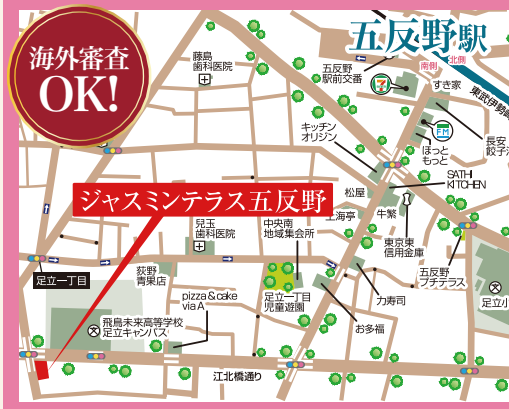 海外審査
OK!
五反野駅
南側
北側
東武伊勢崎
藤島
歯科医院
五反野
駅前交番
すき家
キッチン
オリジン
FM
ほっと
もっと
長安
餃子
SATHI
KITCHEN
ジャスミンテラス五反野
松屋
牛繁
上海亭
児玉
歯科医院
中央南
地域集会所
東京東
信用金庫
足立一丁目
荻野
青果店
五反野
プチテラス
足立小
pizza & cake
via A
足立一丁目
児童遊園
力寿司
飛鳥未来高等学校
足立キャンパス
お多福
江北橋通り